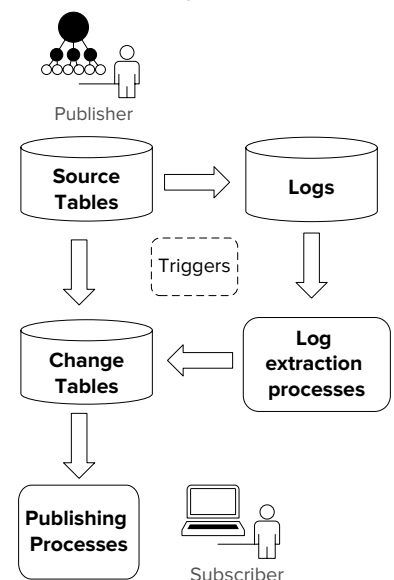 Publisher
Source
Tables
Logs
Triggers
Change
Tables
Log
extraction
processes
Publishing
Processes
Subscriber